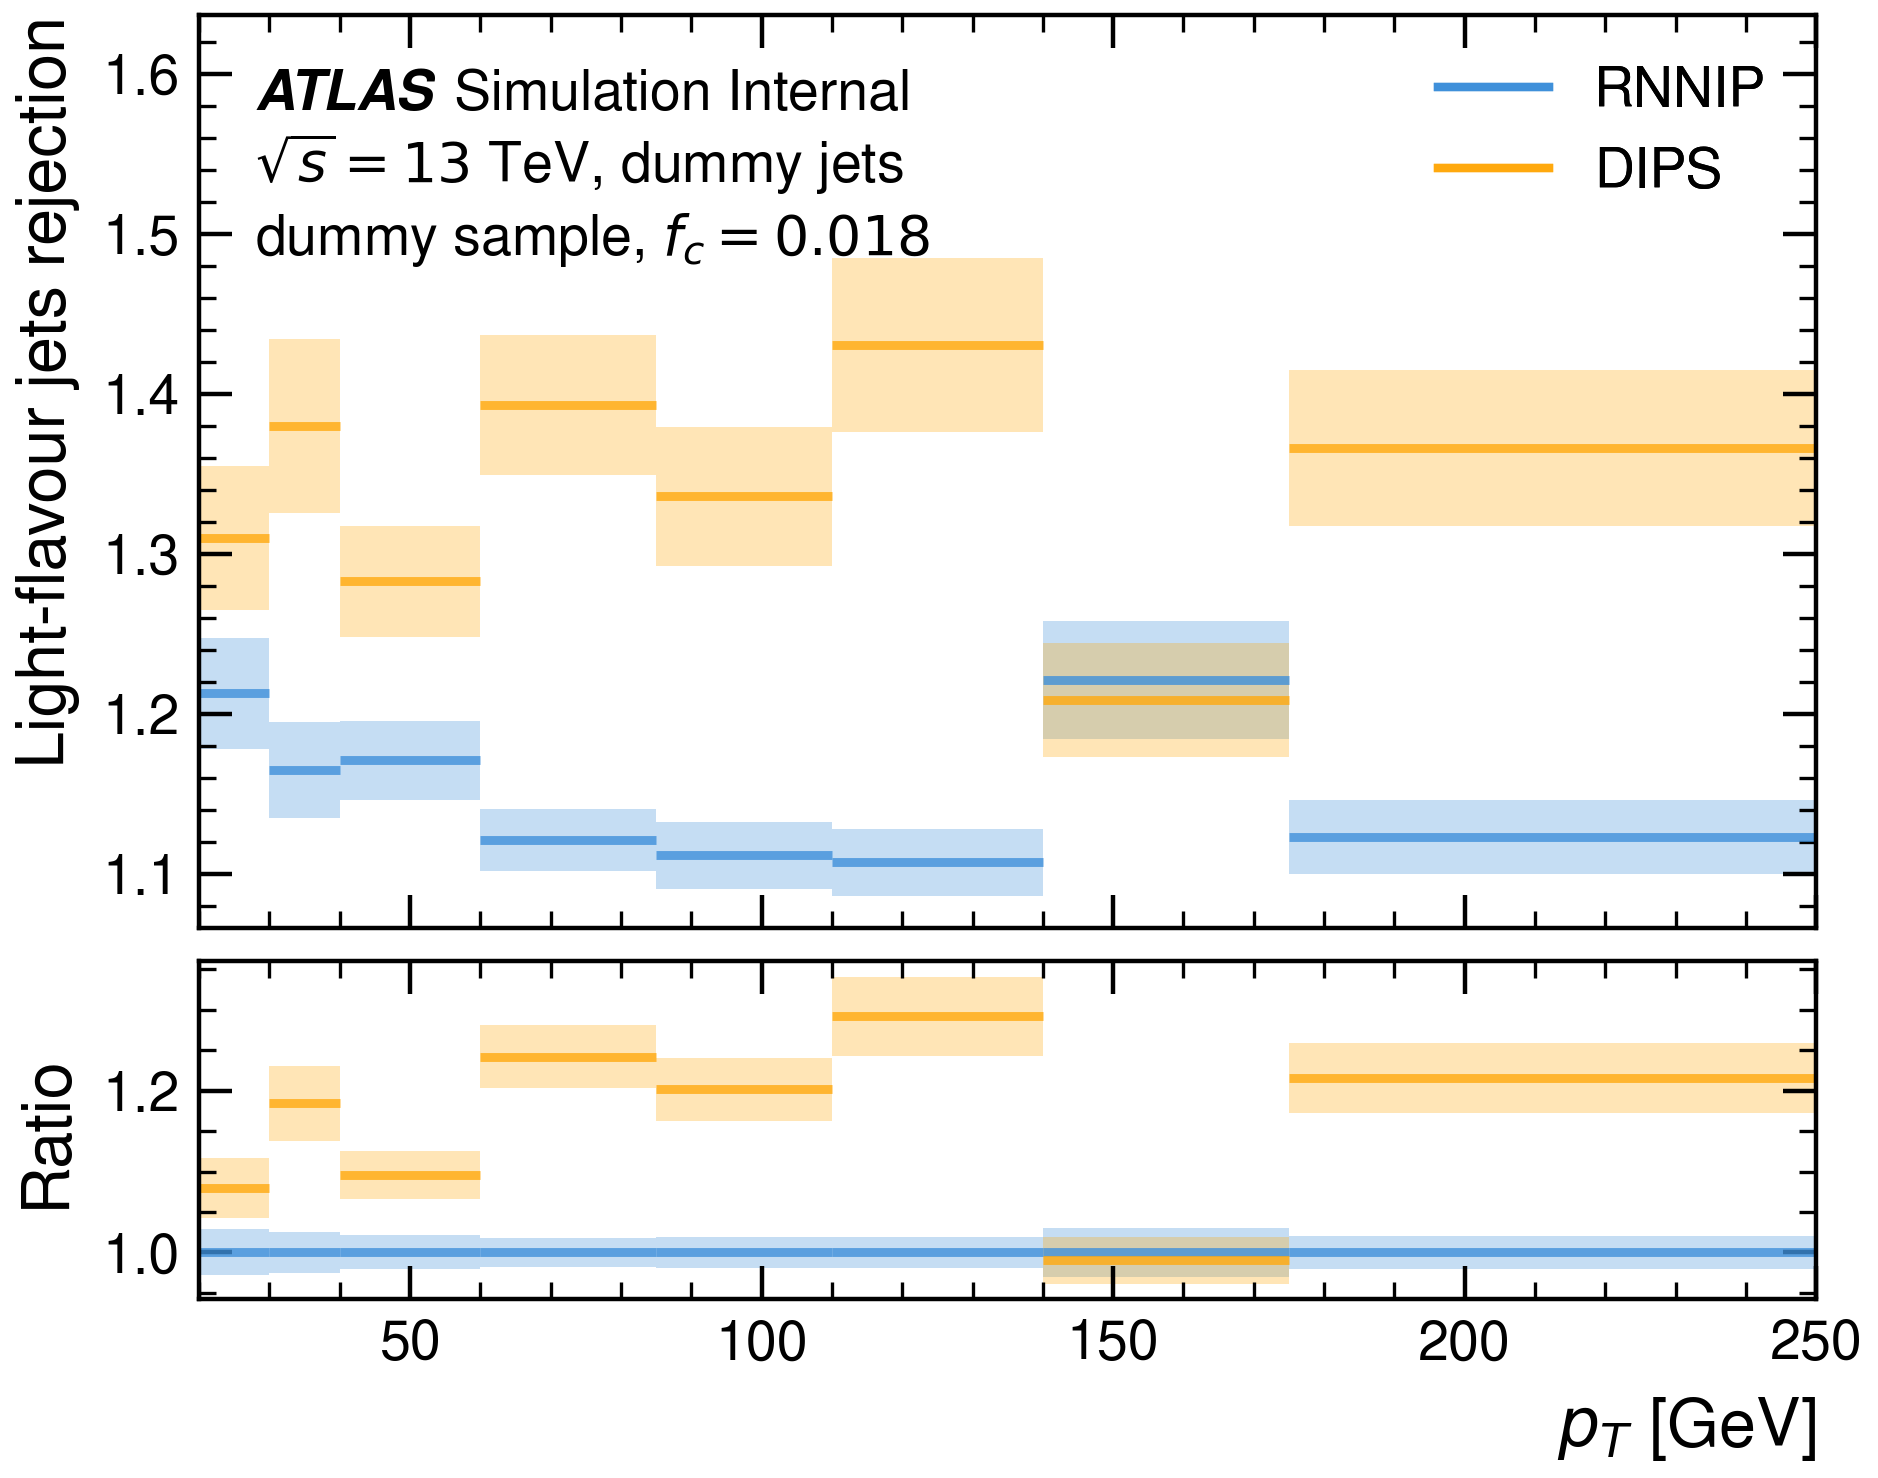 Light-flavour jets rejection
1.6
1.5
1.4
1.3
1.2
1.1
ATLAS Simulation Internal
√s = 13 TeV, dummy jets
dummy sample, f_c = 0.018
RNNIP
DIPS
Ratio
1.2
1.0
50 100 150 200 250
p_T [GeV]